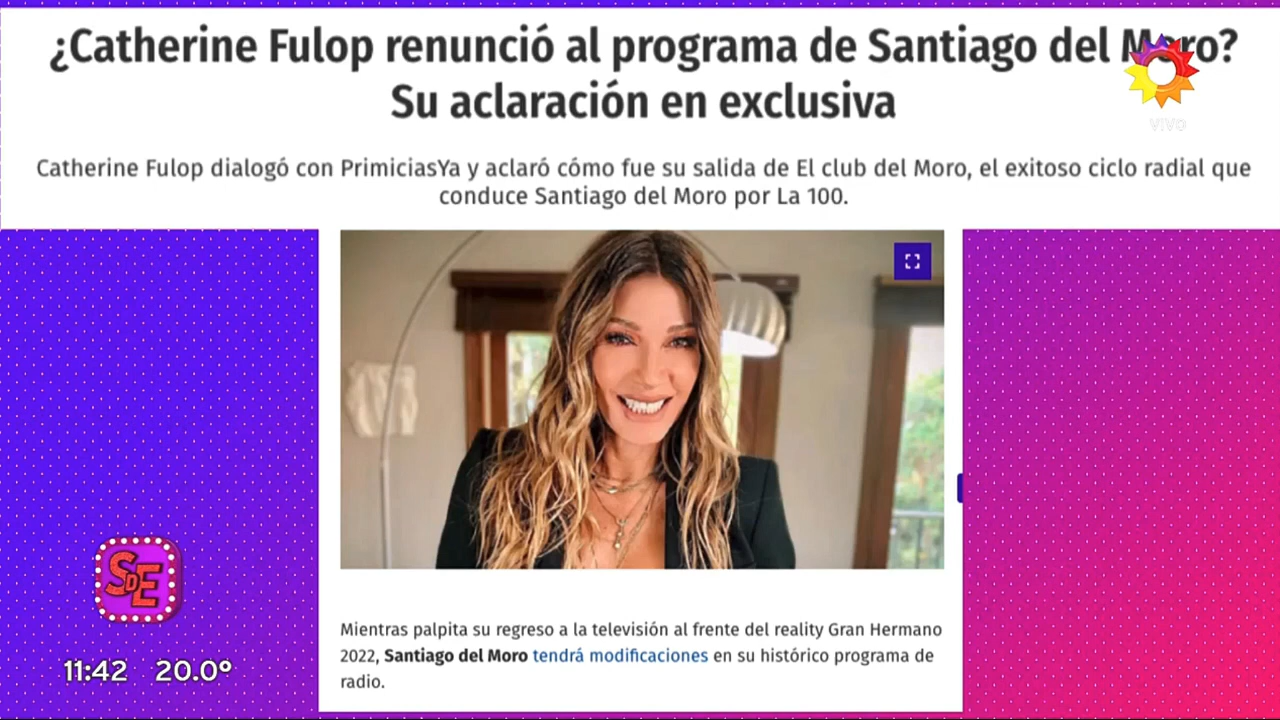 ¿Catherine Fulop renunció al programa de Santiago del Moro?
Su aclaración en exclusiva
VIVO
Catherine Fulop dialogó con PrimiciasYa y aclaró cómo fue su salida de El club del Moro, el exitoso ciclo radial que
conduce Santiago del Moro por La 100.
SDE
Mientras palpita su regreso a la televisión al frente del reality Gran Hermano
2022, Santiago del Moro tendrá modificaciones en su histórico programa de
radio.
11:42 20.0°